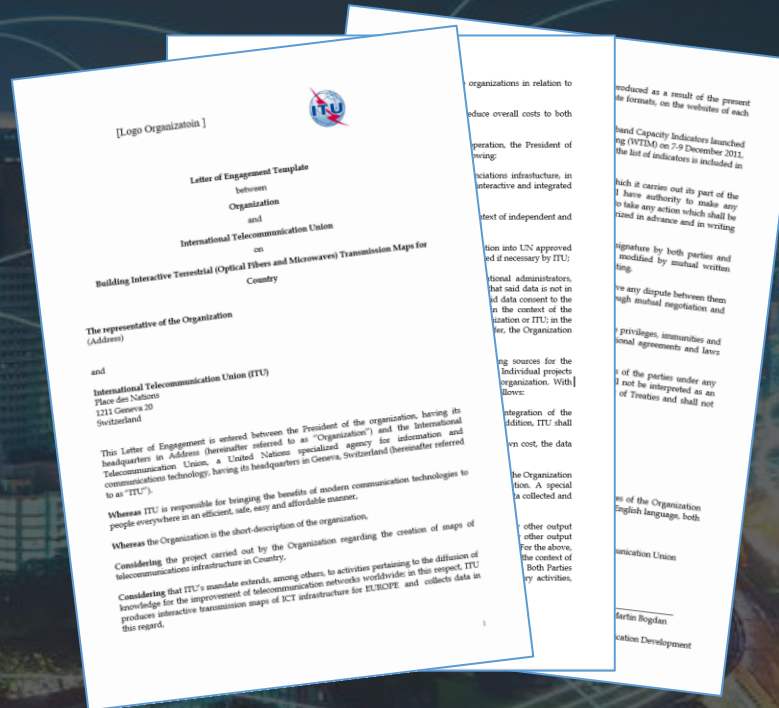 [Logo Organizatoin ]
ITU
Letter of Engagement Template
between
Organization
and
International Telecommunication Union
on
Building Interactive Terrestrial (Optical Fibers and Microwaves) Transmission Maps for
Country
The representative of the Organization
(Address)
and
International Telecommunication Union (ITU)
Place des Nations
1211 Geneva 20
Switzerland
This Letter of Engagement is entered between the President of the organization, having its
headquarters in Address (hereinafter referred to as “Organization”) and the International
Telecommunication Union, a United Nations specialized agency for information and
communications technology, having its headquarters in Geneva, Switzerland (hereinafter referred
to as “ITU”).
Whereas ITU is responsible for bringing the benefits of modern communication technologies to
people everywhere in an efficient, safe, easy and affordable manner,
Whereas the Organization is the short-description of the organization,
Considering the project carried out by the Organization regarding the creation of maps of
telecommunications infrastructure in Country,
Considering that ITU’s mandate extends, among others, to activities pertaining to the diffusion of
knowledge for the improvement of telecommunication networks worldwide; in this respect, ITU
produces interactive transmission maps of ICT infrastructure for EUROPE and collects data in
this regard,
1
organizations in relation to
educe overall costs to both
operation, the President of
owing:
nciations infrastucture, in
interactive and integrated
ntext of independent and
tion into UN approved
ed if necessary by ITU;
ational administrators,
that said data is not in
id data consent to the
n the context of the
nization or ITU; in the
fer, the Organization
ng sources for the
Individual projects
organization. With
llows:
ntegration of the
ddition, ITU shall
wn cost, the data
he Organization
tion. A special
ta collected and
other output
other output
For the above,
the context of
Both Parties
ry activities,
roduced as a result of the present
te formats, on the websites of each
band Capacity Indicators launched
ng (WTIM) on 7-9 December 2011,
the list of indicators is included in
hich it carries out its part of the
l have authority to make any
o take any action which shall be
rized in advance and in writing
signature by both parties and
modified by mutual written
ting.
ve any dispute between them
ugh mutual negotiation and
privileges, immunities and
ional agreements and laws
of the parties under any
l not be interpreted as an
of Treaties and shall not
es of the Organization
English language, both
unication Union
Martin Bogdan
cation Development